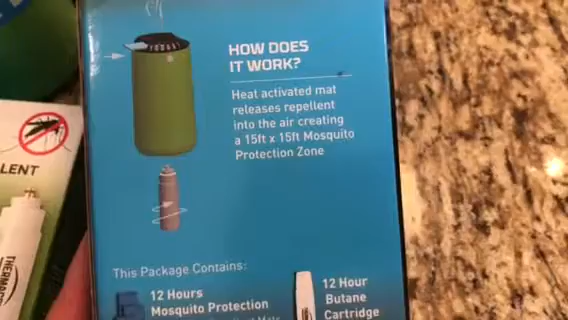 HOW DOES
IT WORK?
Heat activated mat
releases repellent
into the air creating
a 15ft x 15ft Mosquito
Protection Zone
LENT
THERMAC
This Package Contains:
12 Hours
Mosquito Protection
12 Hour
Butane
Cartridge